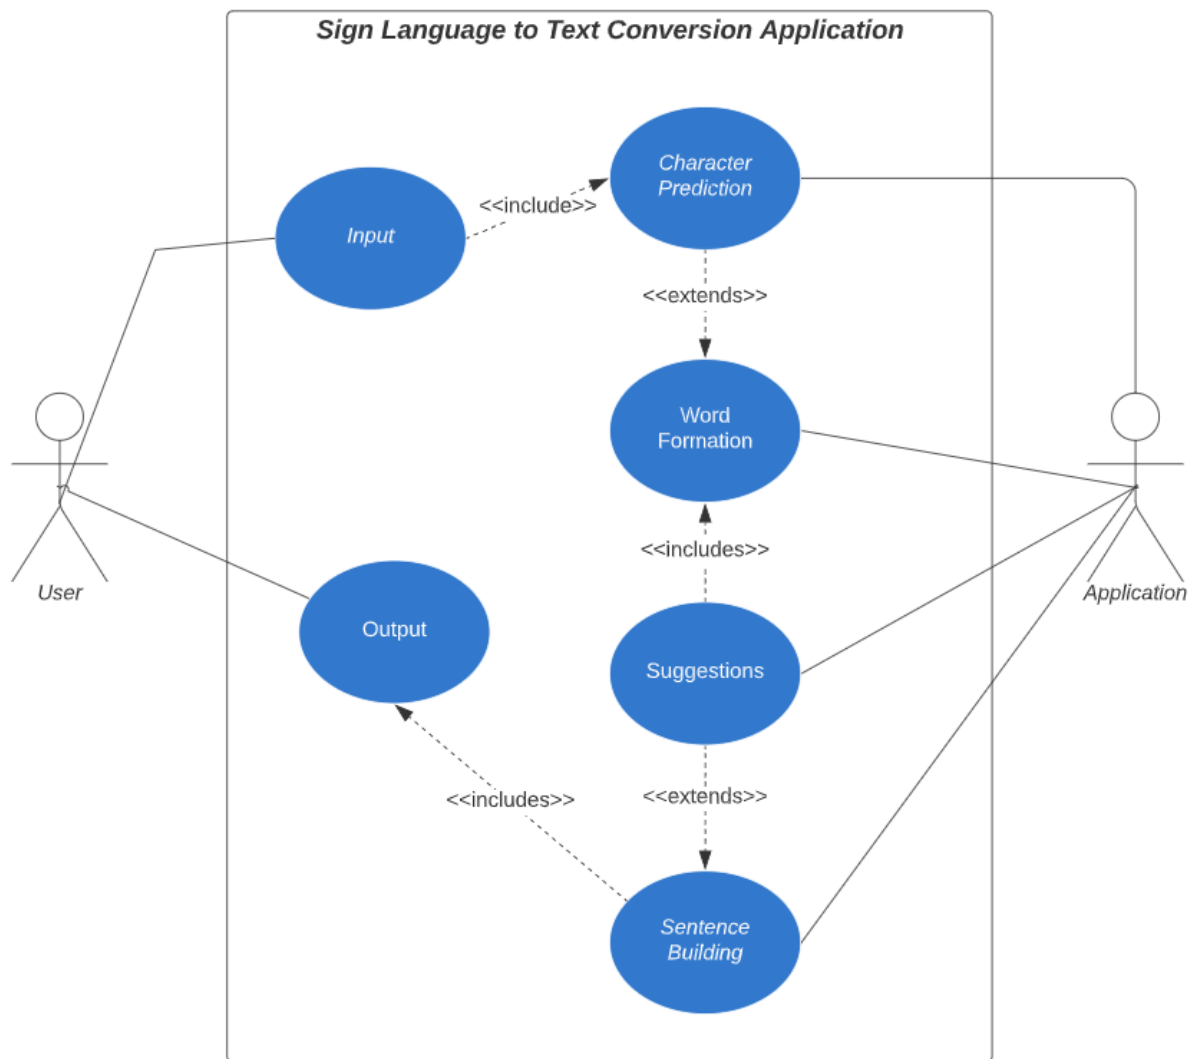 Sign Language to Text Conversion Application
Character
Prediction
<<include>>
Input
<<extends>>
Word
Formation
<<includes>>
User
Application
Output
Suggestions
<<includes>>
<<extends>>
Sentence
Building